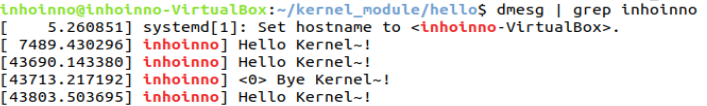 inhoinno@inhoinno-VirtualBox:~/kernel_module/hello$ dmesg | grep inhoinno
[    5.260851] systemd[1]: Set hostname to <inhoinno-VirtualBox>.
[ 7489.430296] inhoinno] Hello Kernel~!
[43690.143380] inhoinno] Hello Kernel~!
[43713.217192] inhoinno] <0> Bye Kernel~!
[43803.503695] inhoinno] Hello Kernel~!